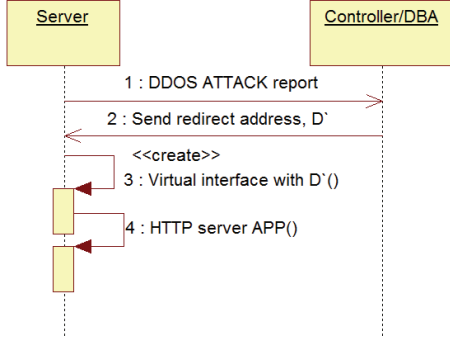 Server
Controller/DBA
1 : DDOS ATTACK report
2 : Send redirect address, D`
<<create>>
3 : Virtual interface with D`()
4 : HTTP server APP()